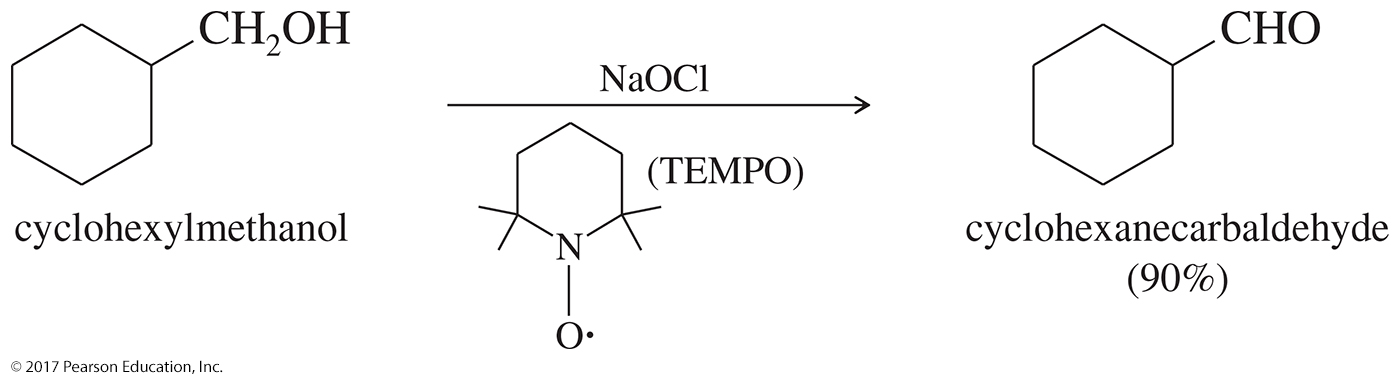 CH₂OH
NaOCl
(TEMPO)
N
O·
cyclohexylmethanol
CHO
cyclohexanecarbaldehyde
(90%)
© 2017 Pearson Education, Inc.